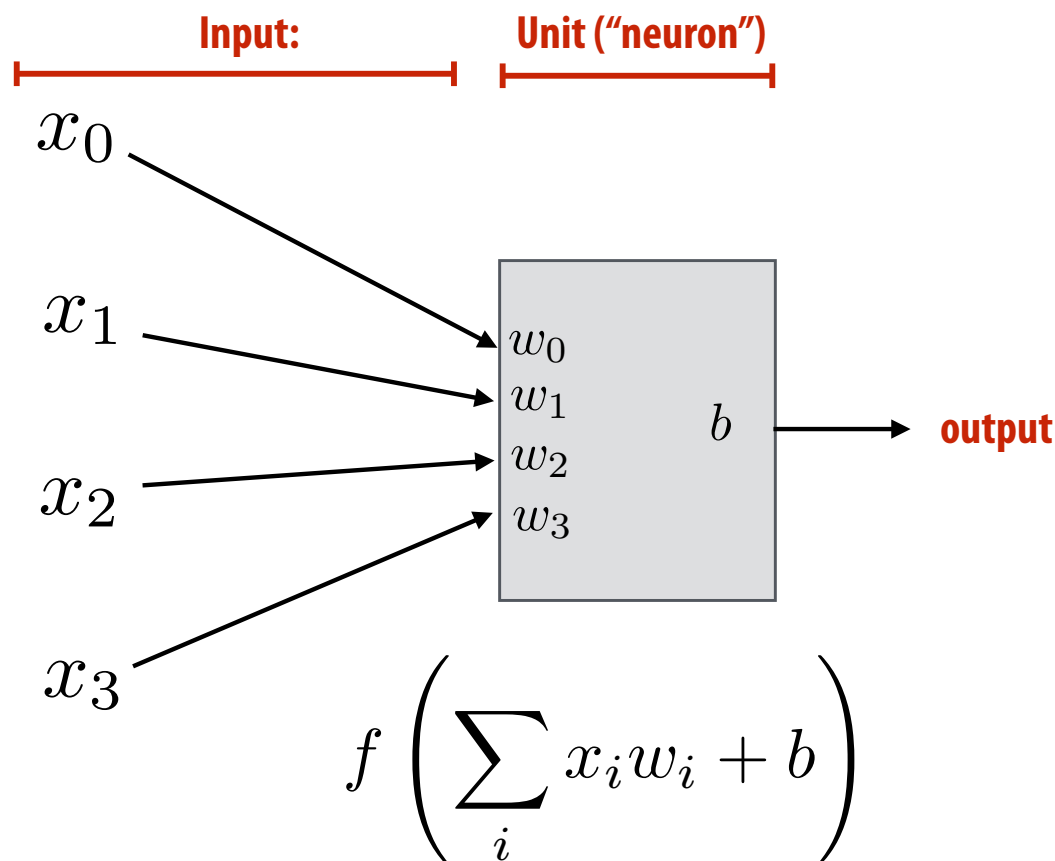 Input:
Unit ("neuron")
x₀
x₁
x₂
x₃
w₀
w₁
w₂
w₃
b
output
f(∑ᵢ xᵢwᵢ + b)